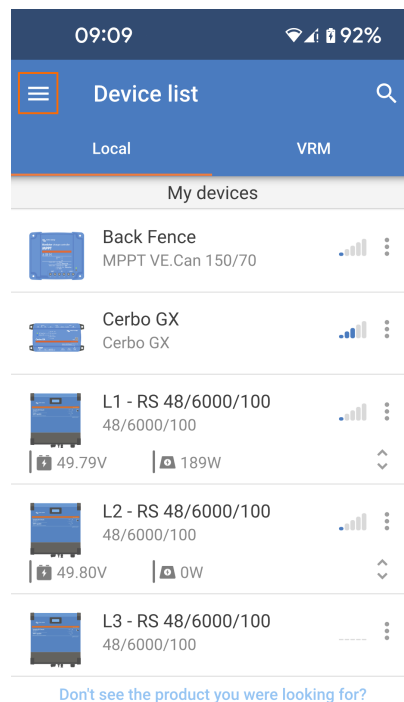 09:09 92%
Device list
Local VRM
My devices
Back Fence
MPPT VE.Can 150/70
Cerbo GX
Cerbo GX
L1 - RS 48/6000/100
48/6000/100
49.79V 189W
L2 - RS 48/6000/100
48/6000/100
49.80V 0W
L3 - RS 48/6000/100
48/6000/100
Don't see the product you were looking for?